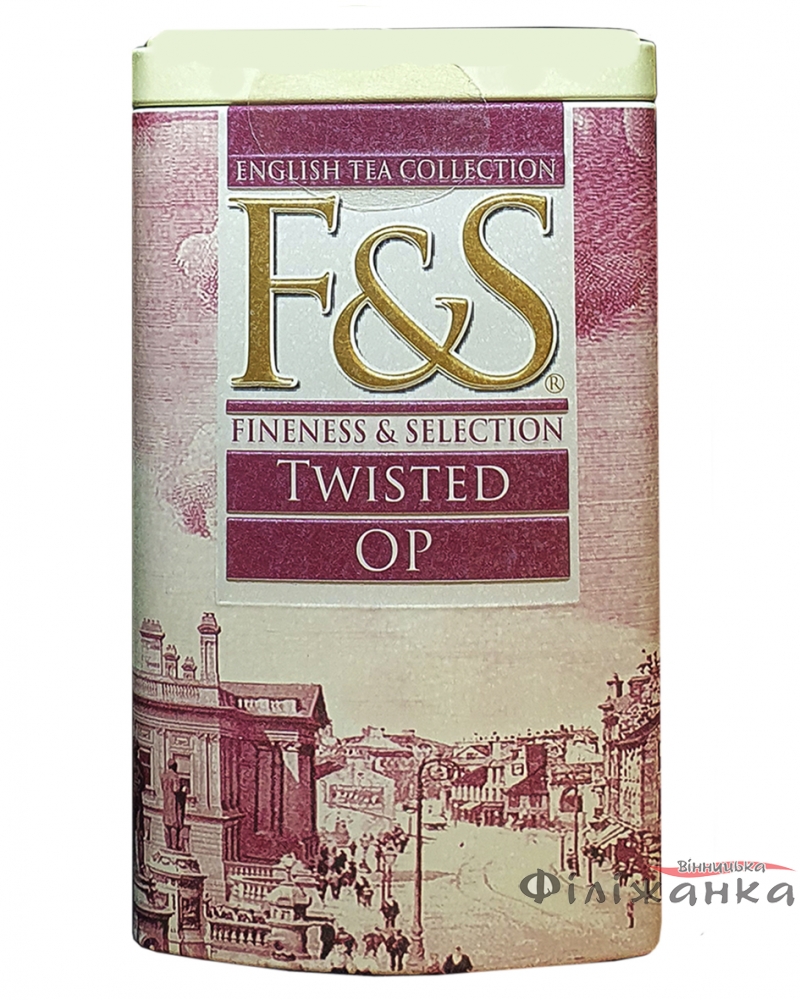 ENGLISH TEA COLLECTION
F&S
®
FINENESS & SELECTION
TWISTED
OP
Вінницька
Філіжанка